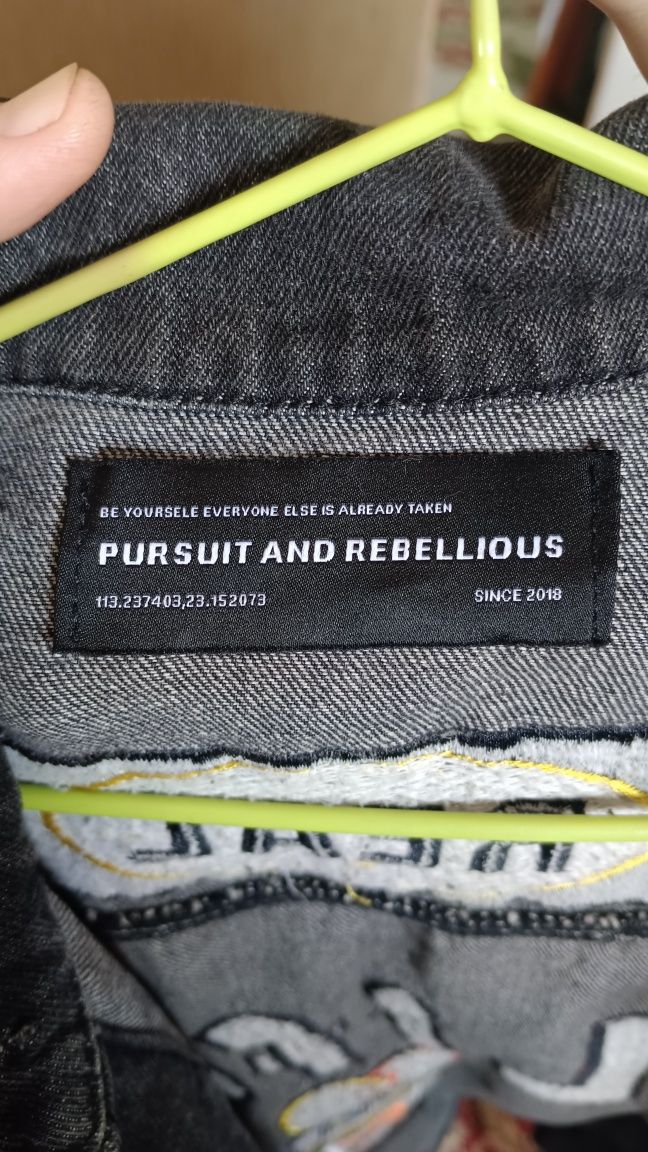 BE YOURSELE EVERYONE ELSE IS ALREADY TAKEN
PURSUIT AND REBELLIOUS
113.237403,23.152073
SINCE 2018